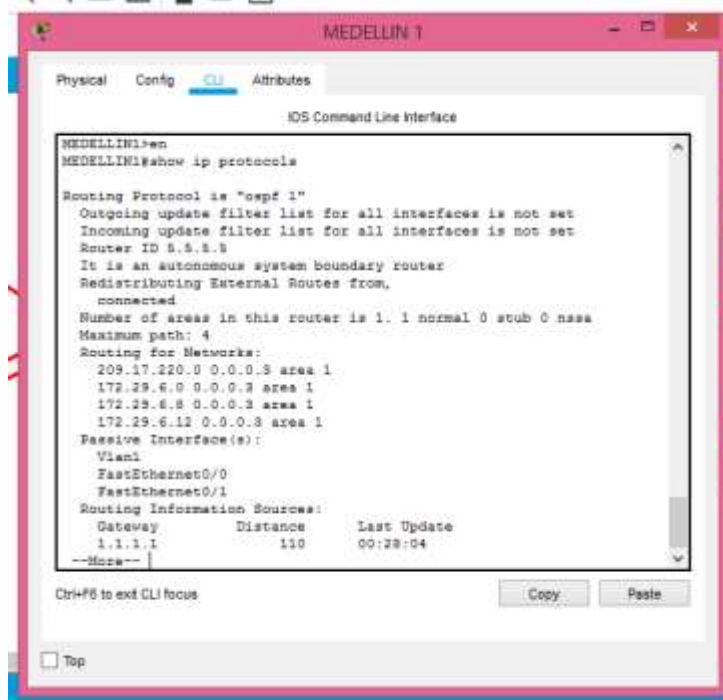 MEDELLIN 1
Physical Config CLI Attributes
IOS Command Line Interface
MEDELLIN1>en
MEDELLIN1#show ip protocols
Routing Protocol is "ospf 1"
Outgoing update filter list for all interfaces is not set
Incoming update filter list for all interfaces is not set
Router ID 5.5.5.5
It is an autonomous system boundary router
Redistributing External Routes from,
connected
Number of areas in this router is 1. 1 normal 0 stub 0 nssa
Maximum path: 4
Routing for Networks:
209.17.220.0 0.0.0.3 area 1
172.29.6.0 0.0.0.3 area 1
172.29.6.8 0.0.0.3 area 1
172.29.6.12 0.0.0.3 area 1
Passive Interface(s):
Vlan1
FastEthernet0/0
FastEthernet0/1
Routing Information Sources:
Gateway Distance Last Update
1.1.1.1 110 00:28:04
--More--
Ctrl+F6 to exit CLI focus
Copy Paste
Top